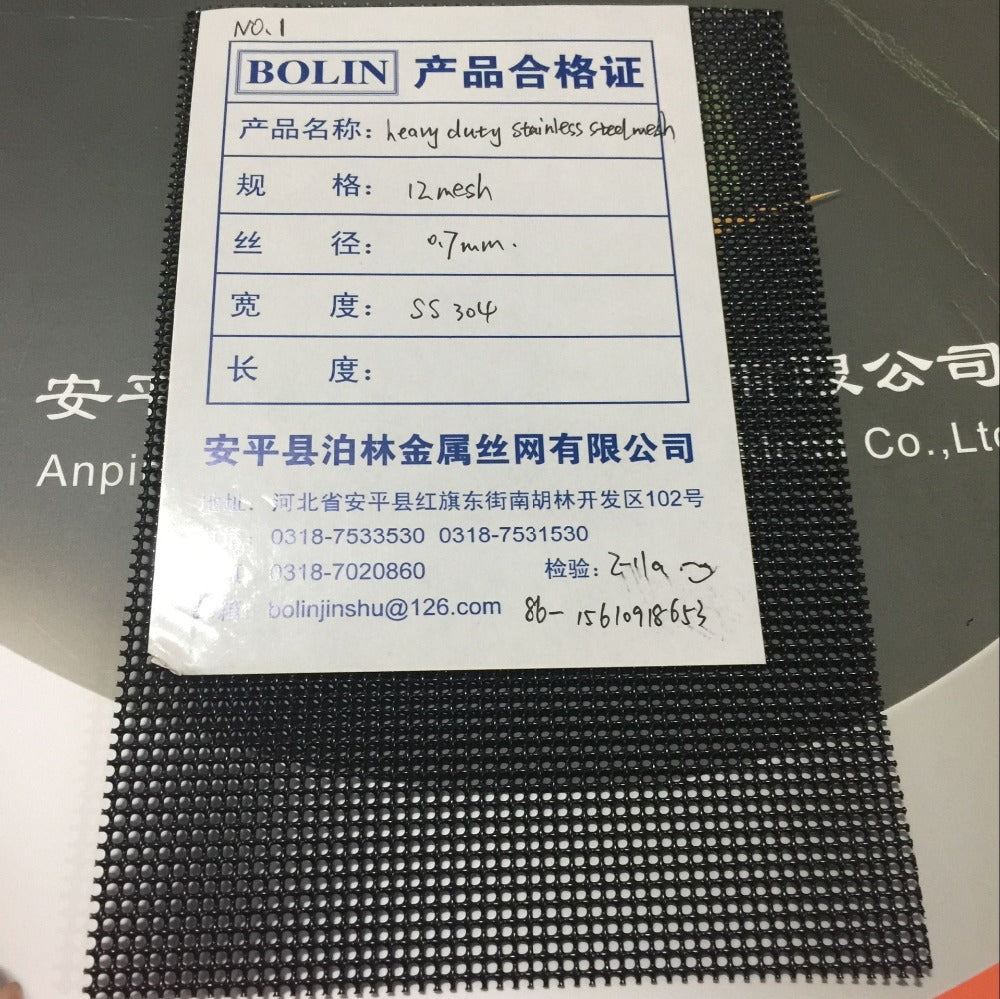 NO.1
BOLIN 产品合格证
产品名称: heavy duty stainless steel mesh
规 格: 12mesh
丝 径: 0.7mm.
宽 度: SS 304
长 度:
安平县泊林金属丝网有限公司
地址: 河北省安平县红旗东街南胡林开发区102号
0318-7533530 0318-7531530
0318-7020860 检验:
bolinjinshu@126.com 86-15610918653
安平
限公司
Anpi
Co.,Ltd